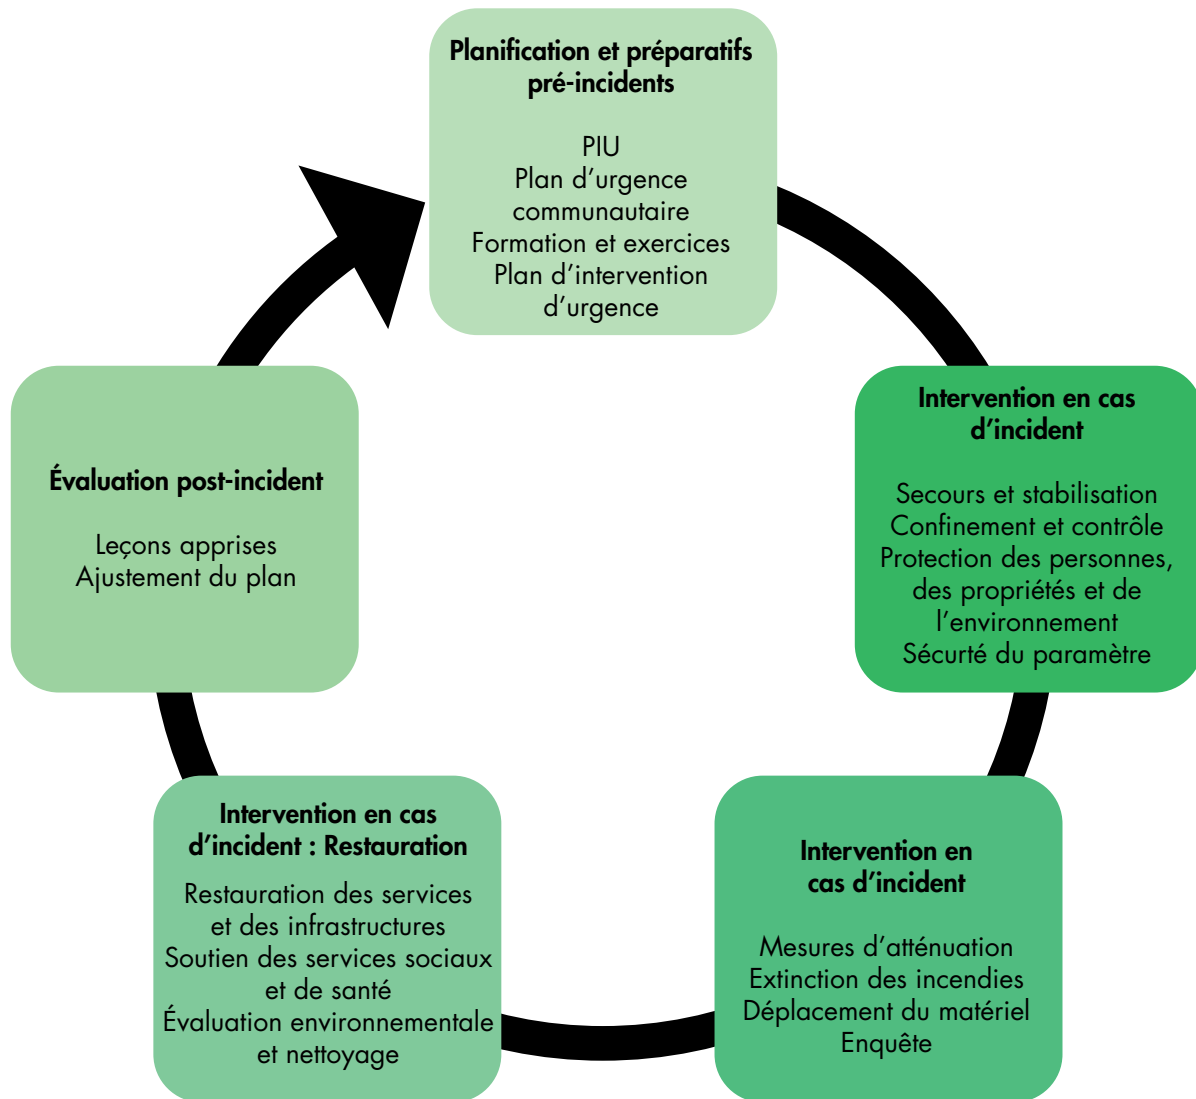 Planification et préparatifs
pré-incidents
PIU
Plan d’urgence
communautaire
Formation et exercices
Plan d’intervention
d’urgence
Intervention en cas
d’incident
Secours et stabilisation
Confinement et contrôle
Protection des personnes,
des propriétés et de
l’environnement
Sécurté du paramètre
Intervention en
cas d’incident
Mesures d’atténuation
Extinction des incendies
Déplacement du matériel
Enquête
Intervention en cas
d’incident : Restauration
Restauration des services
et des infrastructures
Soutien des services sociaux
et de santé
Évaluation environnementale
et nettoyage
Évaluation post-incident
Leçons apprises
Ajustement du plan